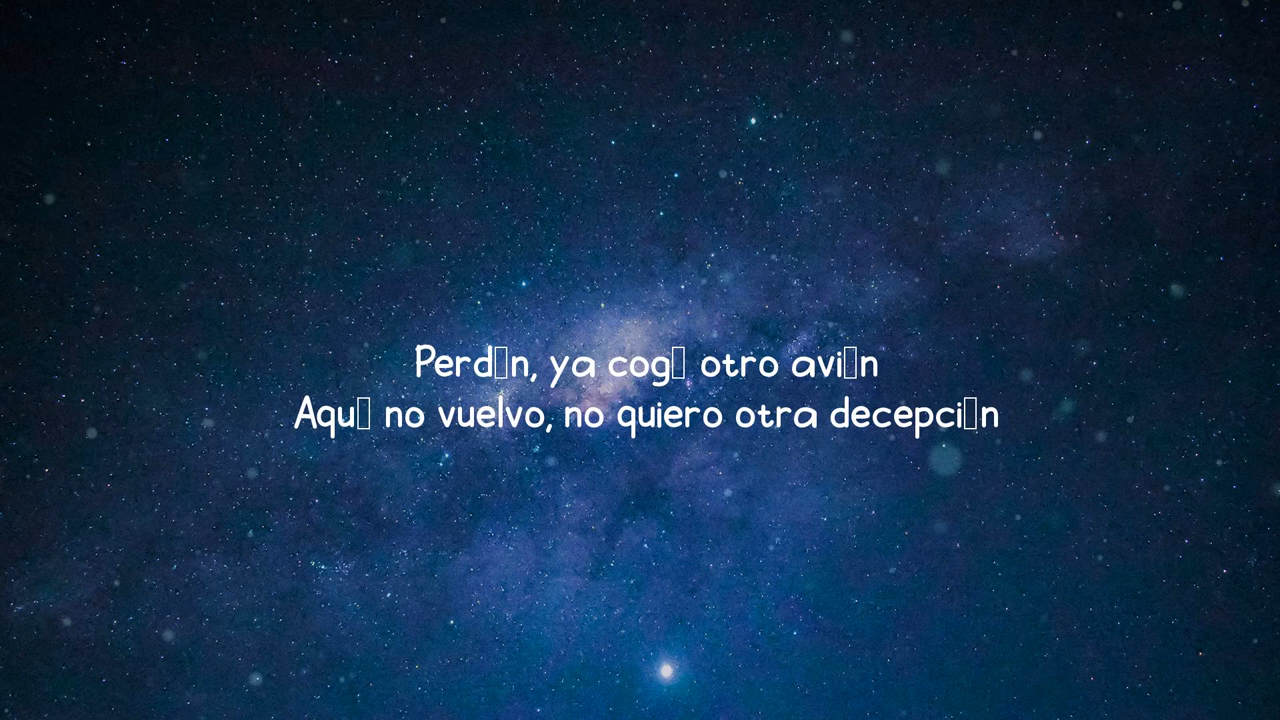 Perd▯n, ya cog▯ otro avi▯n
Aqu▯ no vuelvo, no quiero otra decepci▯n